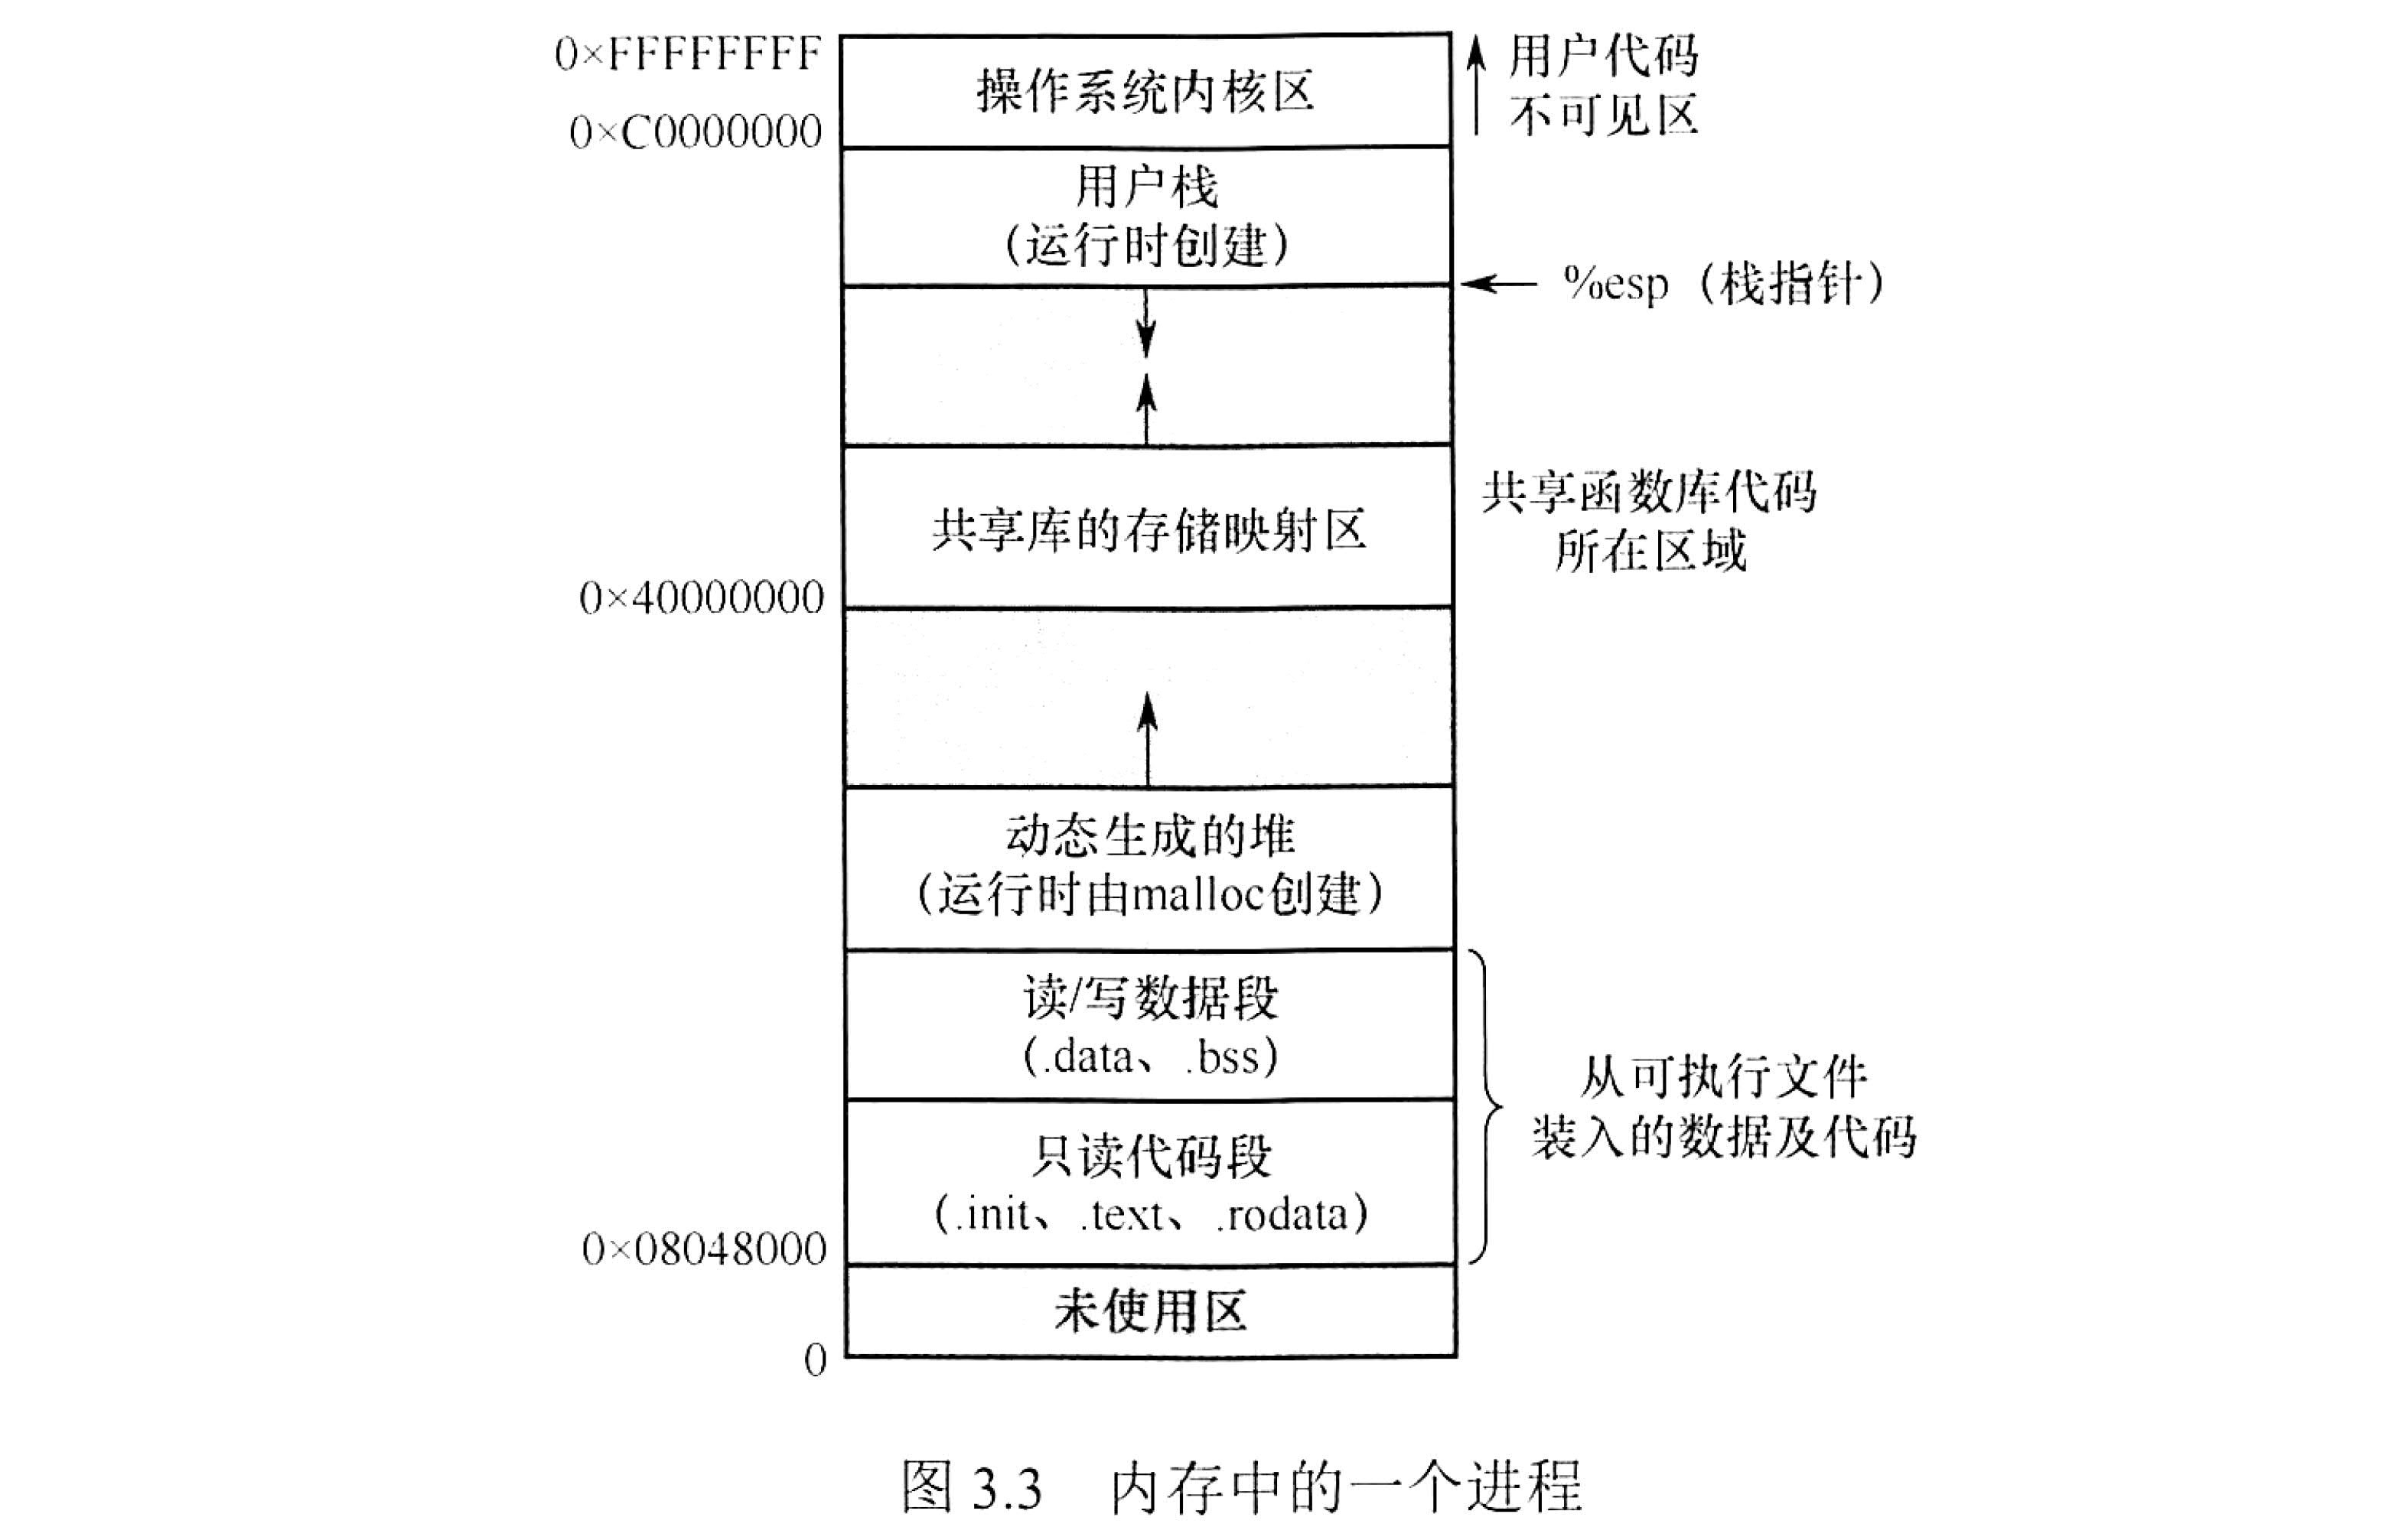 0×FFFFFFFF
操作系统内核区
用户代码
不可见区
0×C0000000
用户栈
(运行时创建)
%esp (栈指针)
共享库的存储映射区
共享函数库代码
所在区域
0×40000000
动态生成的堆
(运行时由malloc创建)
读/写数据段
(.data、.bss)
从可执行文件
装入的数据及代码
只读代码段
(.init、.text、.rodata)
0×08048000
未使用区
0
图 3.3 内存中的一个进程